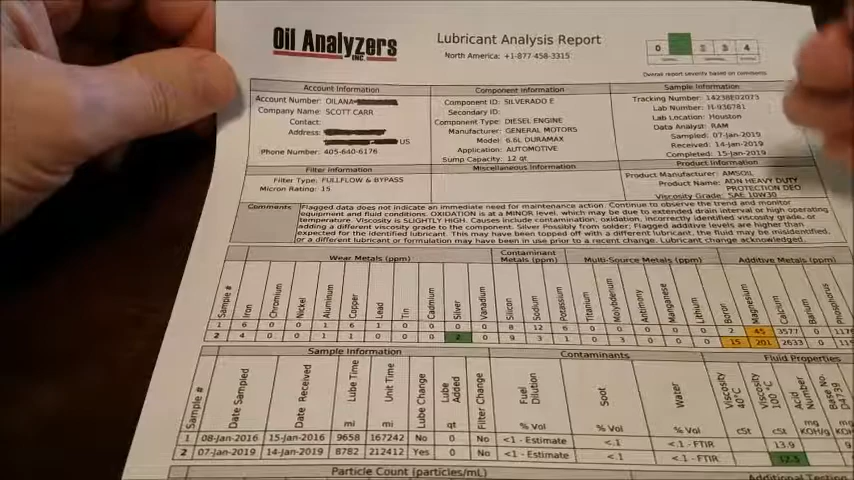 Oil Analyzers
INC.
Lubricant Analysis Report
North America: +1-877-458-3315
0 2 3 4
Overall report severity based on comments.
Account Information
Account Number: OILANA
Company Name: SCOTT CARR
Contact:
Address:
US
Phone Number: 405-640-6176
Component Information
Component ID: SILVERADO E
Secondary ID:
Component Type: DIESEL ENGINE
Manufacturer: GENERAL MOTORS
Model: 6.6L DURAMAX
Application: AUTOMOTIVE
Sump Capacity: 12 qt
Sample Information
Tracking Number: 14238E02073
Lab Number: H-936781
Lab Location: Houston
Data Analyst: RAM
Sampled: 07-Jan-2019
Received: 14-Jan-2019
Completed: 15-Jan-2019
Filter Information
Filter Type: FULLFLOW & BYPASS
Micron Rating: 15
Miscellaneous Information
Product Information
Product Manufacturer: AMSOIL
Product Name: ADN HEAVY DUTY
PROTECTION DEO
Viscosity Grade: SAE 10W30
Comments
Flagged data does not indicate an immediate need for maintenance action. Continue to observe the trend and monitor
equipment and fluid conditions. OXIDATION is at a MINOR level, which may be due to extended drain interval or high operating
temperature. Viscosity is SLIGHTLY HIGH. Causes include contamination, oxidation, incorrectly identified viscosity grade, or
adding a different viscosity grade to the component. Silver Possibly from solder; Flagged additive levels are higher than
expected for the identified lubricant. This may have been topped off with a different lubricant, the fluid may be misidentified,
or a different lubricant or formulation may have been in use prior to a recent change. Lubricant change acknowledged.
Wear Metals (ppm) Contaminant Metals (ppm) Multi-Source Metals (ppm) Additive Metals (ppm)
Sample # Iron Chromium Nickel Aluminum Copper Lead Tin Cadmium Silver Vanadium Silicon Sodium Potassium Titanium Molybdenum Antimony Manganese Lithium Boron Magnesium Calcium Barium Phosphorus
1 6 0 0 1 6 1 0 0 0 0 8 12 6 0 0 0 0 0 2 45 3577 0 1176
2 4 0 0 1 1 0 0 0 2 0 9 3 1 0 3 0 0 0 15 201 2633 0
Sample Information Contaminants Fluid Properties
Sample # Date Sampled Date Received Lube Time Unit Time Lube Change Lube Added Filter Change Fuel Dilution Soot Water Viscosity 40°C Viscosity 100°C Acid Number Base No. D4739
mi mi qt % Vol % Vol % Vol cSt cSt mg KOH/g mg
1 08-Jan-2016 15-Jan-2016 9658 167242 No 0 No <1 - Estimate <.1 <.1 - FTIR 13.9
2 07-Jan-2019 14-Jan-2019 8782 212412 Yes 0 No <1 - Estimate <.1 <.1 - FTIR
Particle Count (particles/mL) Additional Testing